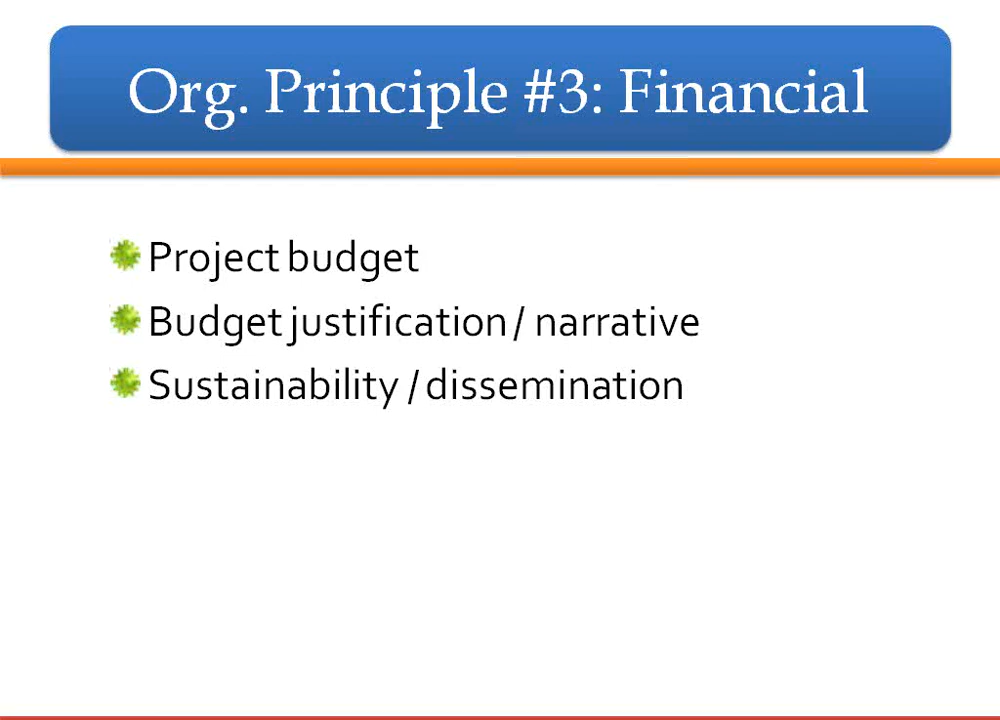 Org. Principle #3: Financial
Project budget
Budget justification / narrative
Sustainability / dissemination